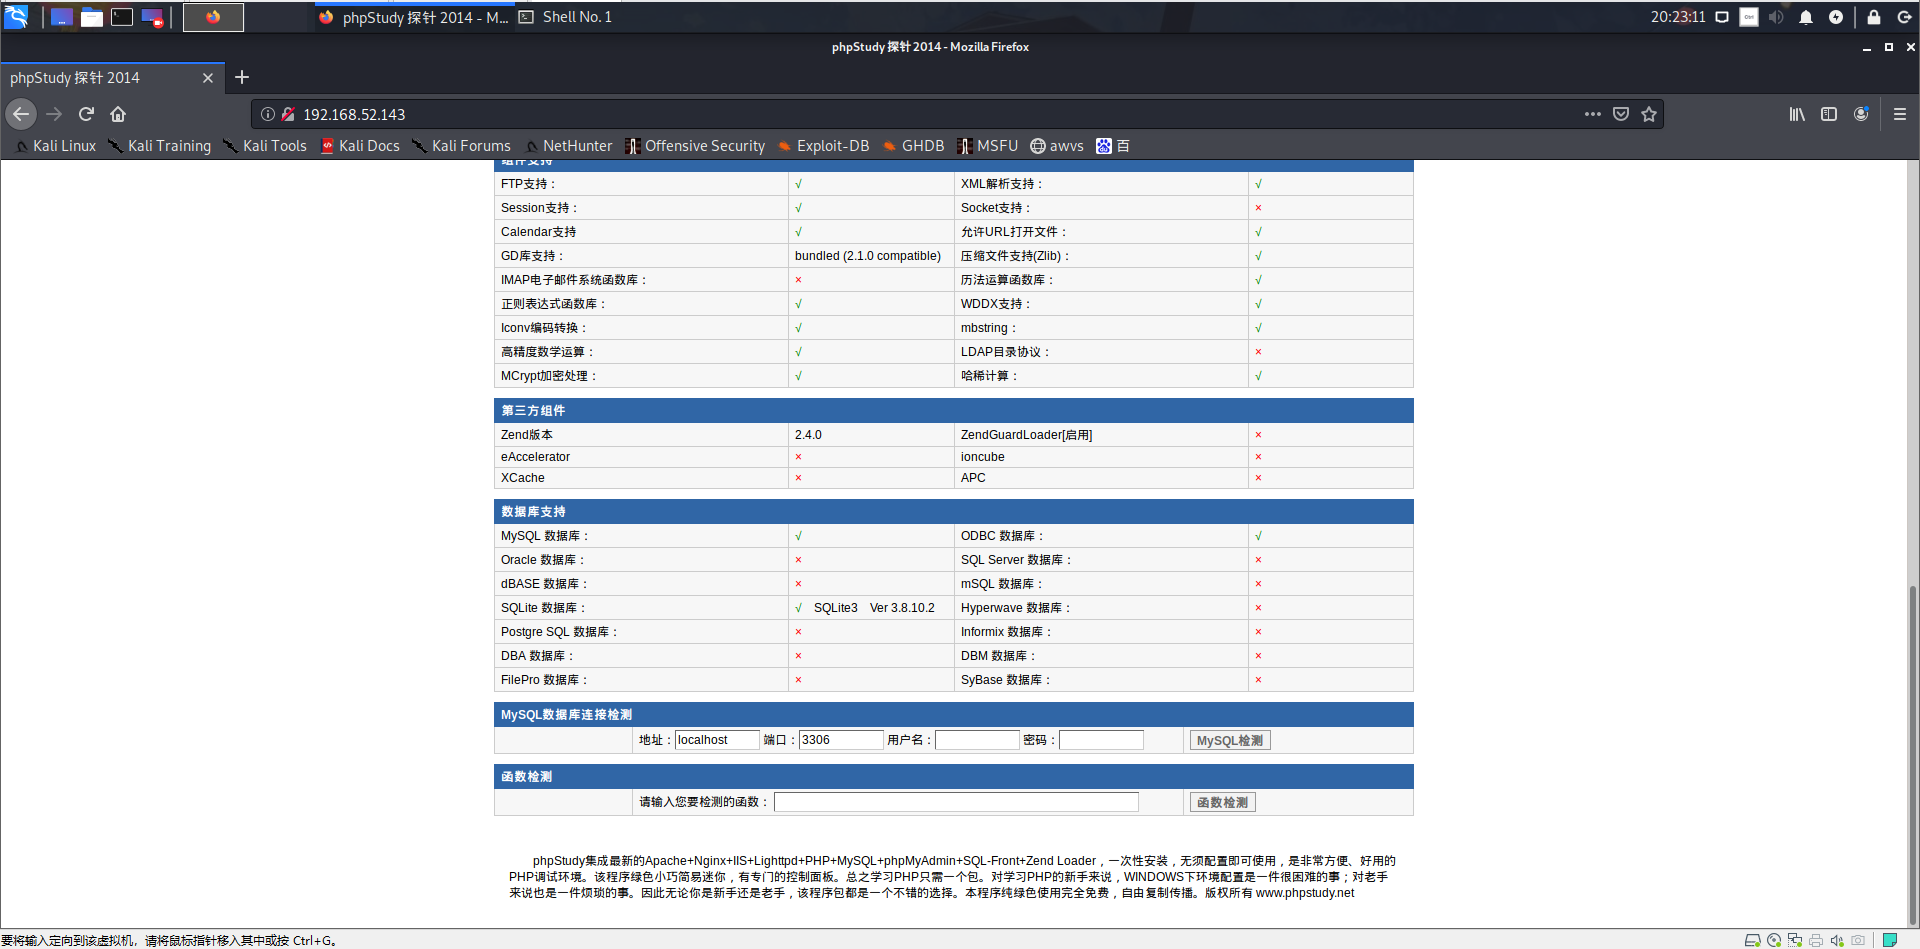 phpStudy 探针 2014 - M...
Shell No. 1
20:23:11
phpStudy 探针 2014 - Mozilla Firefox
phpStudy 探针 2014
192.168.52.143
Kali Linux Kali Training Kali Tools Kali Docs Kali Forums NetHunter Offensive Security Exploit-DB GHDB MSFU awvs 百
组件支持
FTP支持： √ XML解析支持： √
Session支持： √ Socket支持： ×
Calendar支持 √ 允许URL打开文件： √
GD库支持： bundled (2.1.0 compatible) 压缩文件支持(Zlib)： √
IMAP电子邮件系统函数库： × 历法运算函数库： √
正则表达式函数库： √ WDDX支持： √
Iconv编码转换： √ mbstring： √
高精度数学运算： √ LDAP目录协议： ×
MCrypt加密处理： √ 哈稀计算： √
第三方组件
Zend版本 2.4.0 ZendGuardLoader[启用] ×
eAccelerator × ioncube ×
XCache × APC ×
数据库支持
MySQL 数据库： √ ODBC 数据库： √
Oracle 数据库： × SQL Server 数据库： ×
dBASE 数据库： × mSQL 数据库： ×
SQLite 数据库： √ SQLite3 Ver 3.8.10.2 Hyperwave 数据库： ×
Postgre SQL 数据库： × Informix 数据库： ×
DBA 数据库： × DBM 数据库： ×
FilePro 数据库： × SyBase 数据库： ×
MySQL数据库连接检测
地址：localhost 端口：3306 用户名： 密码： MySQL检测
函数检测
请输入您要检测的函数： 函数检测
phpStudy集成最新的Apache+Nginx+IIS+Lighttpd+PHP+MySQL+phpMyAdmin+SQL-Front+Zend Loader，一次性安装，无须配置即可使用，是非常方便、好用的
PHP调试环境。该程序绿色小巧简易迷你，有专门的控制面板。总之学习PHP只需一个包。对学习PHP的新手来说，WINDOWS下环境配置是一件很困难的事；对老手
来说也是一件烦琐的事。因此无论你是新手还是老手，该程序包都是一个不错的选择。本程序纯绿色使用完全免费，自由复制传播。版权所有 www.phpstudy.net
要将输入定向到该虚拟机，请将鼠标指针移入其中或按 Ctrl+G。